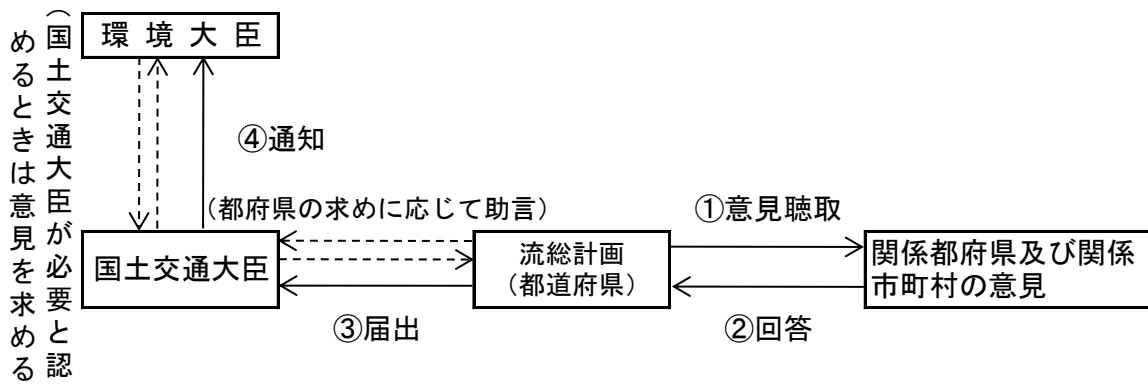 （国土交通大臣が必要と認
めるときは意見を求める
環 境 大 臣
④通知
（都府県の求めに応じて助言）
①意見聴取
国土交通大臣
流総計画
（都道府県）
関係都府県及び関係
市町村の意見
③届出
②回答